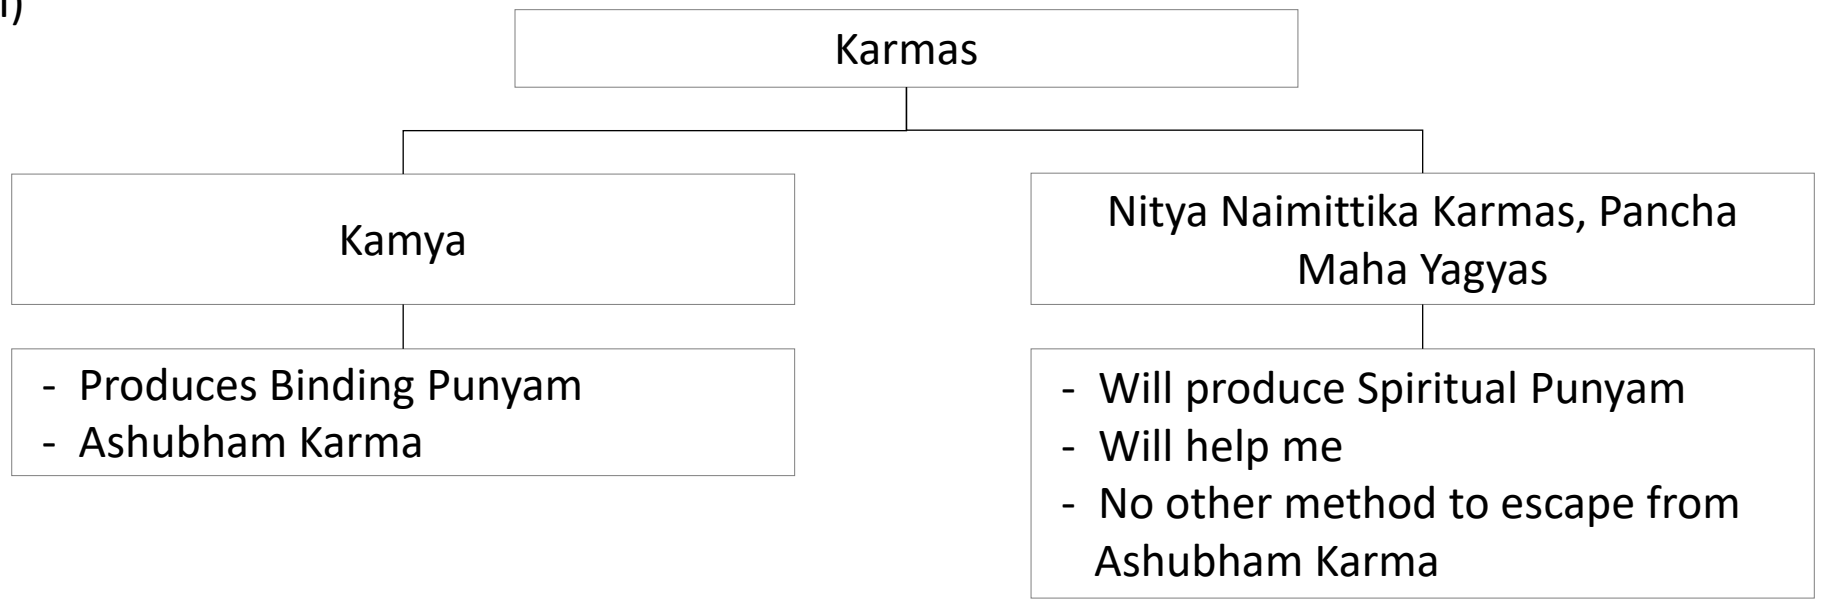 Karmas
Kamya
Nitya Naimittika Karmas, Pancha
Maha Yagyas
- Produces Binding Punyam
- Ashubham Karma
- Will produce Spiritual Punyam
- Will help me
- No other method to escape from
Ashubham Karma